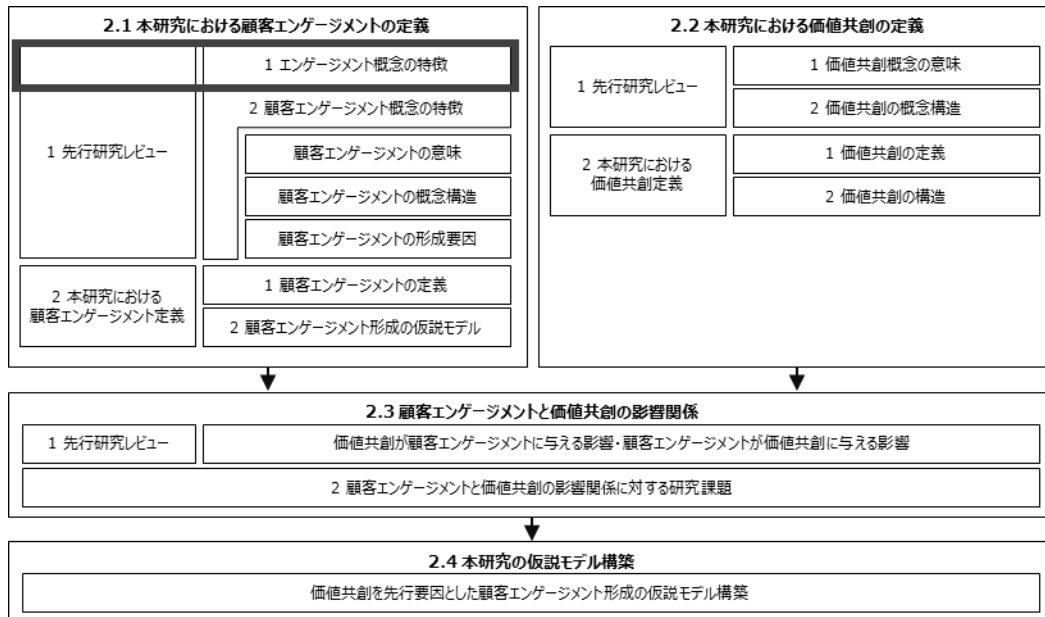 2.1 本研究における顧客エンゲージメントの定義
1 エンゲージメント概念の特徴
1 先行研究レビュー
2 顧客エンゲージメント概念の特徴
顧客エンゲージメントの意味
顧客エンゲージメントの概念構造
顧客エンゲージメントの形成要因
2 本研究における
顧客エンゲージメント定義
1 顧客エンゲージメントの定義
2 顧客エンゲージメント形成の仮説モデル
2.2 本研究における価値共創の定義
1 先行研究レビュー
1 価値共創概念の意味
2 価値共創の概念構造
2 本研究における
価値共創定義
1 価値共創の定義
2 価値共創の構造
2.3 顧客エンゲージメントと価値共創の影響関係
1 先行研究レビュー
価値共創が顧客エンゲージメントに与える影響・顧客エンゲージメントが価値共創に与える影響
2 顧客エンゲージメントと価値共創の影響関係に対する研究課題
2.4 本研究の仮説モデル構築
価値共創を先行要因とした顧客エンゲージメント形成の仮説モデル構築